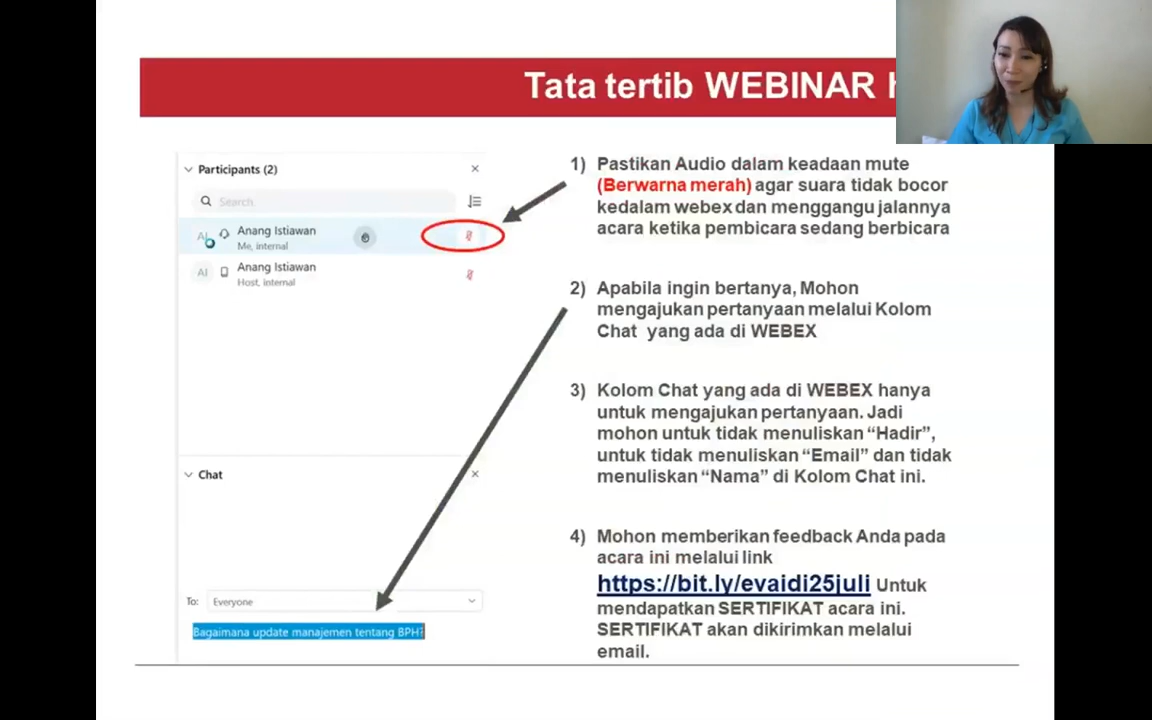 Tata tertib WEBINAR
Participants (2)
Search
AI
Anang Istiawan
Me, internal
AI
Anang Istiawan
Host, internal
Chat
To:
Everyone
Bagaimana update manajemen tentang BPH?
1) Pastikan Audio dalam keadaan mute
(Berwarna merah) agar suara tidak bocor
kedalam webex dan menggangu jalannya
acara ketika pembicara sedang berbicara
2) Apabila ingin bertanya, Mohon
mengajukan pertanyaan melalui Kolom
Chat yang ada di WEBEX
3) Kolom Chat yang ada di WEBEX hanya
untuk mengajukan pertanyaan. Jadi
mohon untuk tidak menuliskan “Hadir”,
untuk tidak menuliskan “Email” dan tidak
menuliskan “Nama” di Kolom Chat ini.
4) Mohon memberikan feedback Anda pada
acara ini melalui link
https://bit.ly/evaidi25juli Untuk
mendapatkan SERTIFIKAT acara ini.
SERTIFIKAT akan dikirimkan melalui
email.